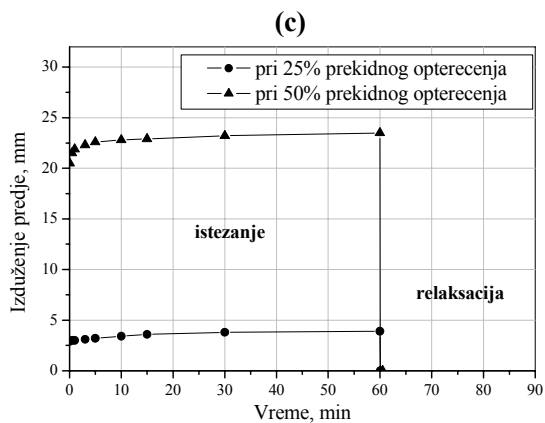 (c)
pri 25% prekidnog opterecenja
pri 50% prekidnog opterecenja
Izduženje predje, mm
30
25
20
15
10
5
0
istezanje
relaksacija
0 10 20 30 40 50 60 70 80 90
Vreme, min